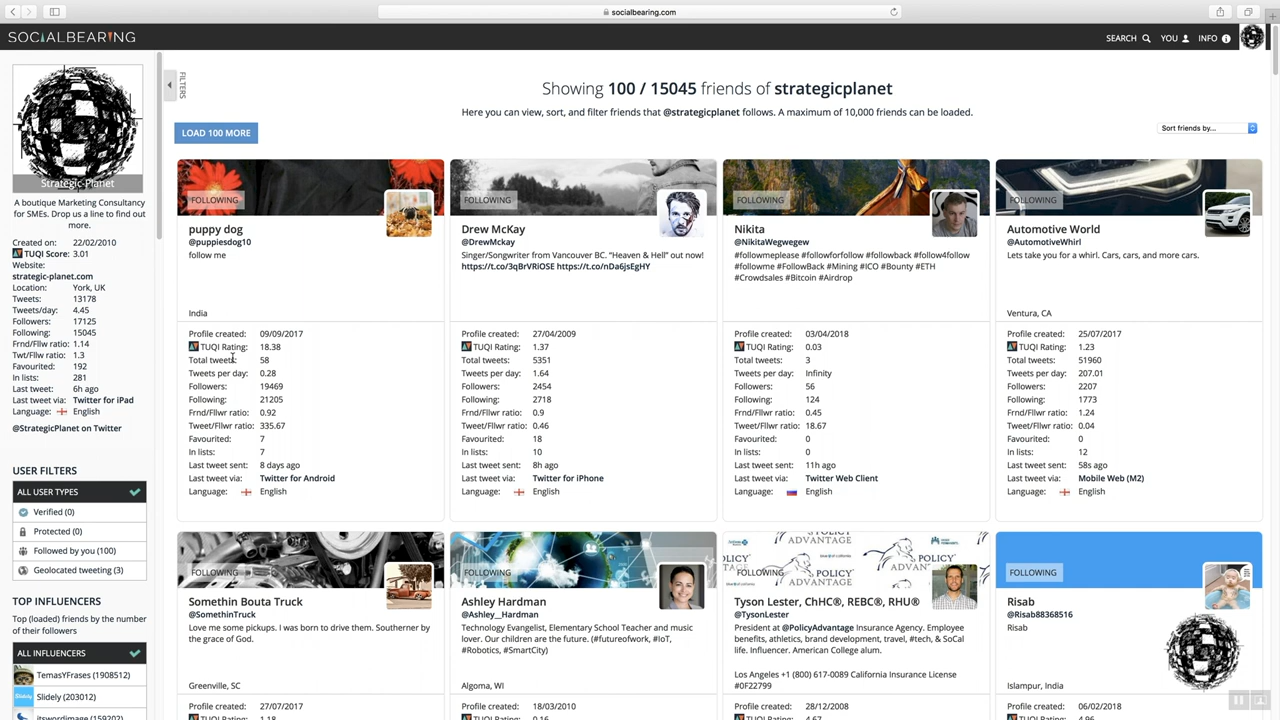 socialbearing.com
SOCIALBEARING
SEARCH
YOU
INFO
Strategic Planet
A boutique Marketing Consultancy
for SMEs. Drop us a line to find out
more.
Created on: 22/02/2010
TUQI Score: 3.01
Website:
strategic-planet.com
Location: York, UK
Tweets: 13178
Tweets/day: 4.45
Followers: 17125
Following: 15045
Frnd/Fllwr ratio: 1.14
Twt/Fllw ratio: 1.3
Favourited: 192
In lists: 281
Last tweet: 6h ago
Last tweet via: Twitter for iPad
Language: English
@StrategicPlanet on Twitter
USER FILTERS
ALL USER TYPES
Verified (0)
Protected (0)
Followed by you (100)
Geolocated tweeting (3)
TOP INFLUENCERS
Top (loaded) friends by the number
of their followers
ALL INFLUENCERS
TemasYFrases (1908512)
Slidely (203012)
itswordimage (159202)
FILTERS
Showing 100 / 15045 friends of strategicplanet
Here you can view, sort, and filter friends that @strategicplanet follows. A maximum of 10,000 friends can be loaded.
LOAD 100 MORE
Sort friends by...
FOLLOWING
puppy dog
@puppiesdog10
follow me
India
Profile created: 09/09/2017
TUQI Rating: 18.38
Total tweets: 58
Tweets per day: 0.28
Followers: 19469
Following: 21205
Frnd/Fllwr ratio: 0.92
Tweet/Fllwr ratio: 335.67
Favourited: 7
In lists: 7
Last tweet sent: 8 days ago
Last tweet via: Twitter for Android
Language: English
FOLLOWING
Drew McKay
@DrewMckay
Singer/Songwriter from Vancouver BC. “Heaven & Hell” out now!
https://t.co/3qBrVRiOSE https://t.co/nDa6jsEgHY
Profile created: 27/04/2009
TUQI Rating: 1.37
Total tweets: 5351
Tweets per day: 1.64
Followers: 2454
Following: 2718
Frnd/Fllwr ratio: 0.9
Tweet/Fllwr ratio: 0.46
Favourited: 18
In lists: 10
Last tweet sent: 8h ago
Last tweet via: Twitter for iPhone
Language: English
FOLLOWING
Nikita
@NikitaWegwegew
#followmeplease #followforfollow #followback #follow4follow
#followme #FollowBack #Mining #ICO #Bounty #ETH
#Crowdsales #Bitcoin #Airdrop
Profile created: 03/04/2018
TUQI Rating: 0.03
Total tweets: 3
Tweets per day: Infinity
Followers: 56
Following: 124
Frnd/Fllwr ratio: 0.45
Tweet/Fllwr ratio: 18.67
Favourited: 0
In lists: 0
Last tweet sent: 11h ago
Last tweet via: Twitter Web Client
Language: English
FOLLOWING
Automotive World
@AutomotiveWhirl
Lets take you for a whirl. Cars, cars, and more cars.
Ventura, CA
Profile created: 25/07/2017
TUQI Rating: 1.23
Total tweets: 51960
Tweets per day: 207.01
Followers: 2207
Following: 1773
Frnd/Fllwr ratio: 1.24
Tweet/Fllwr ratio: 0.04
Favourited: 0
In lists: 12
Last tweet sent: 58s ago
Last tweet via: Mobile Web (M2)
Language: English
FOLLOWING
Somethin Bouta Truck
@SomethinTruck
Love me some pickups. I was born to drive them. Southerner by
the grace of God.
Greenville, SC
Profile created: 27/07/2017
TUQI Rating: 1.18
FOLLOWING
Ashley Hardman
@Ashley__Hardman
Technology Evangelist, Elementary School Teacher and music
lover. Our children are the future. (#futureofwork, #IoT,
#Robotics, #SmartCity)
Algoma, WI
Profile created: 18/03/2010
TUQI Rating: 0.16
POLICY
ADVANTAGE
FOLLOWING
Tyson Lester, ChHC®, REBC®, RHU®
@TysonLester
President at @PolicyAdvantage Insurance Agency. Employee
benefits, athletics, brand development, travel, #tech, & SoCal
life. Influencer. American College alum.
Los Angeles +1 (800) 617-0089 California Insurance License
#0F22799
Profile created: 28/12/2008
TUQI Rating: 4.67
FOLLOWING
Risab
@Risab88368516
Risab
Islampur, India
Profile created: 06/02/2018
TUQI Rating: 4.96